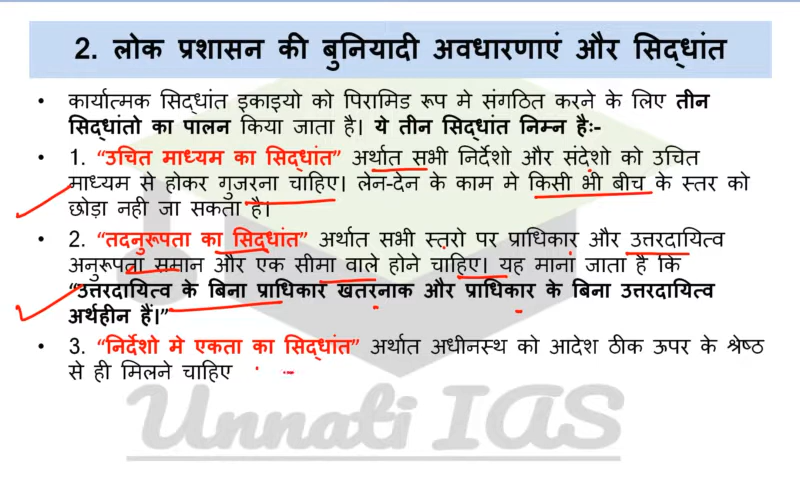 2. लोक प्रशासन की बुनियादी अवधारणाएं और सिद्धांत
• कार्यात्मक सिद्धांत इकाइयो को पिरामिड रूप मे संगठित करने के लिए तीन
सिद्धांतो का पालन किया जाता है। ये तीन सिद्धांत निम्न हैः-
• 1. “उचित माध्यम का सिद्धांत” अर्थात सभी निर्देशो और संदेशो को उचित
माध्यम से होकर गुजरना चाहिए। लेन-देन के काम मे किसी भी बीच के स्तर को
छोड़ा नही जा सकता है।
• 2. “तदनुरूपता का सिद्धांत” अर्थात सभी स्तरो पर प्राधिकार और उत्तरदायित्व
अनुरूपता समान और एक सीमा वाले होने चाहिए। यह माना जाता है कि
“उत्तरदायित्व के बिना प्राधिकार खतरनाक और प्राधिकार के बिना उत्तरदायित्व
अर्थहीन हैं।”
• 3. “निर्देशो मे एकता का सिद्धांत” अर्थात अधीनस्थ को आदेश ठीक ऊपर के श्रेष्ठ
से ही मिलने चाहिए
Unnati IAS